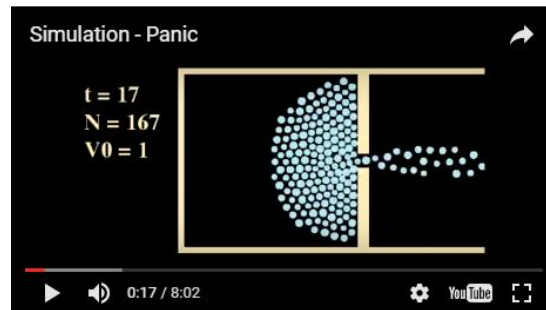 Simulation - Panic
t = 17
N = 167
V0 = 1
0:17 / 8:02
YouTube